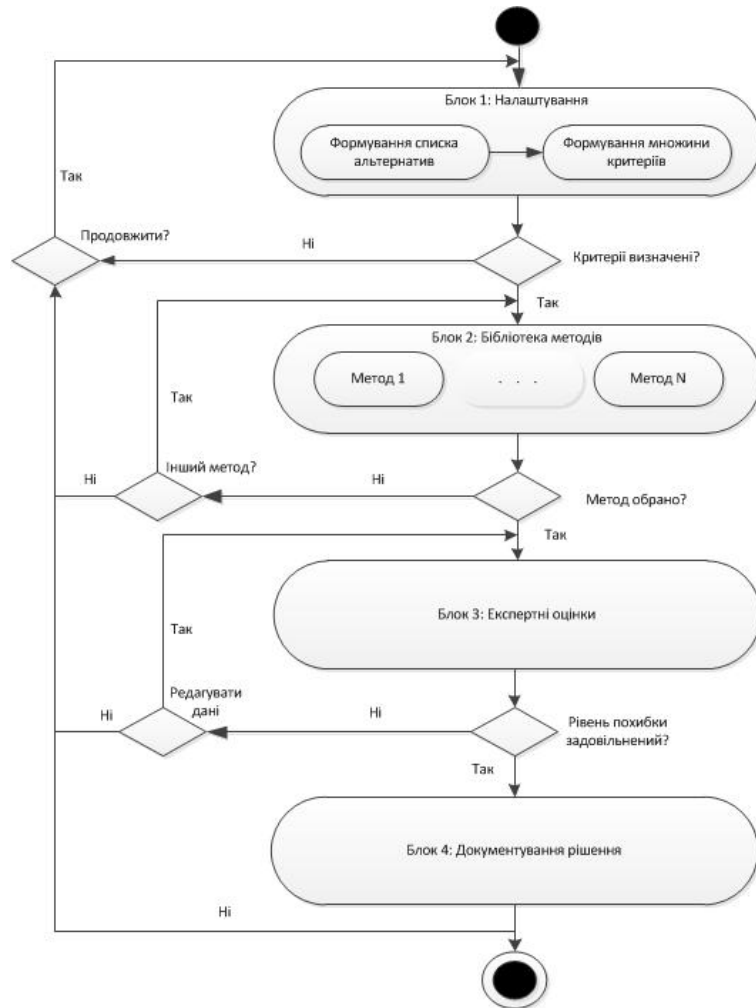 Блок 1: Налаштування
Формування списка
альтернатив
Формування множини
критеріїв
Так
Продовжити?
Ні
Критерії визначені?
Так
Блок 2: Бібліотека методів
Метод 1
. . .
Метод N
Так
Інший метод?
Ні
Ні
Метод обрано?
Так
Блок 3: Експертні оцінки
Так
Редагувати
дані
Ні
Ні
Рівень похибки
задовільнений?
Так
Блок 4: Документування рішення
Ні